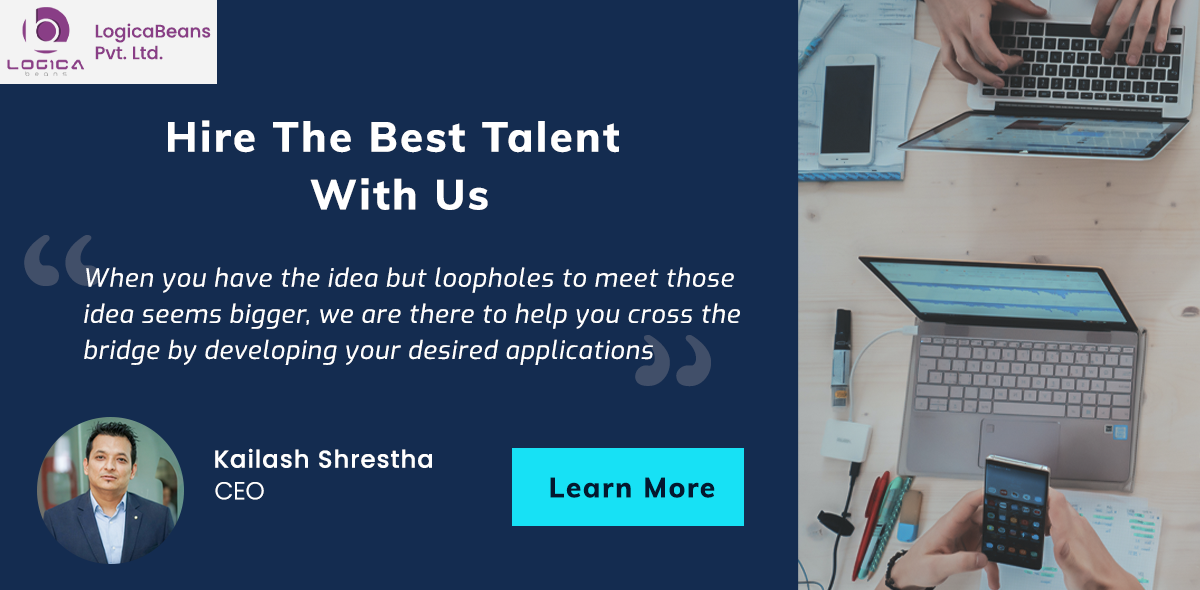 LOGICA
beans
LogicaBeans
Pvt. Ltd.
Hire The Best Talent
With Us
“
When you have the idea but loopholes to meet those
idea seems bigger, we are there to help you cross the
bridge by developing your desired applications
”
Kailash Shrestha
CEO
Learn More